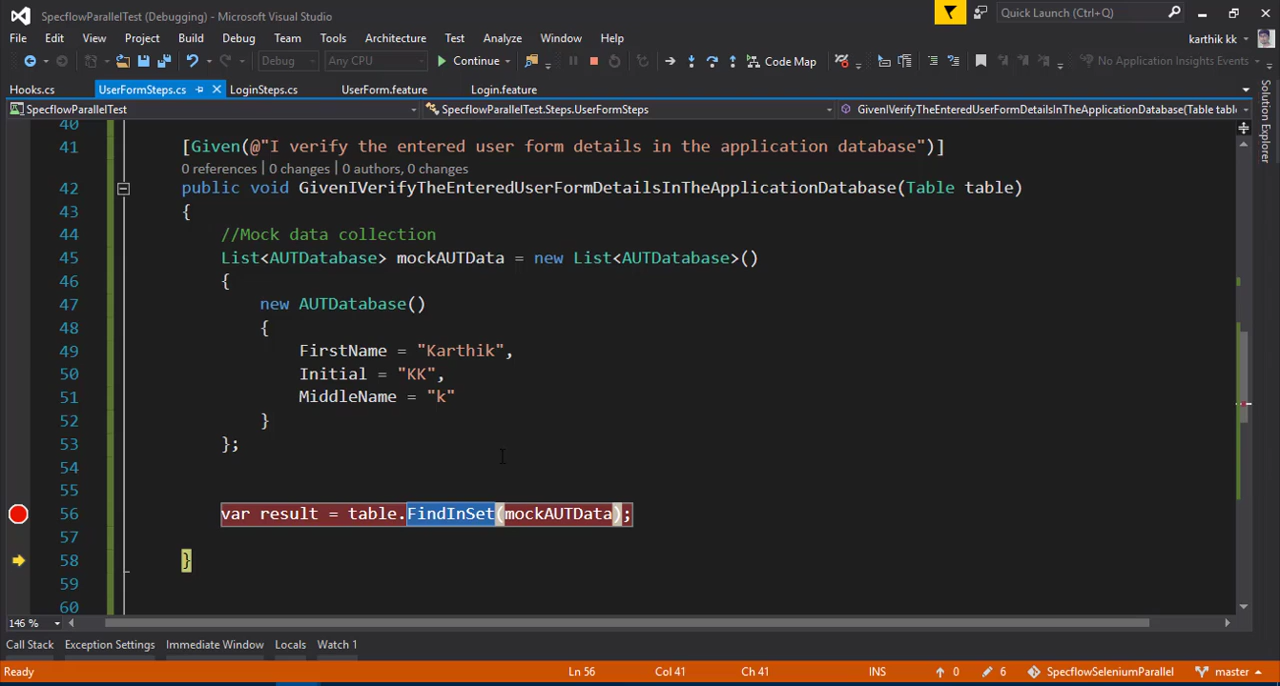 SpecflowParallelTest (Debugging) - Microsoft Visual Studio
Quick Launch (Ctrl+Q)
File Edit View Project Build Debug Team Tools Architecture Test Analyze Window Help
karthik kk
Debug Any CPU Continue Code Map No Application Insights Events
Hooks.cs UserFormSteps.cs LoginSteps.cs UserForm.feature Login.feature
SpecflowParallelTest SpecflowParallelTest.Steps.UserFormSteps GivenIVerifyTheEnteredUserFormDetailsInTheApplicationDatabase(Table tabl
Solution Explorer
40
41 [Given(@"I verify the entered user form details in the application database")]
0 references | 0 changes | 0 authors, 0 changes
42 public void GivenIVerifyTheEnteredUserFormDetailsInTheApplicationDatabase(Table table)
43 {
44 //Mock data collection
45 List<AUTDatabase> mockAUTData = new List<AUTDatabase>()
46 {
47 new AUTDatabase()
48 {
49 FirstName = "Karthik",
50 Initial = "KK",
51 MiddleName = "k"
52 }
53 };
54
55
56 var result = table.FindInSet(mockAUTData);
57
58 }
59
60
146 %
Call Stack Exception Settings Immediate Window Locals Watch 1
Ready Ln 56 Col 41 Ch 41 INS 0 6 SpecflowSeleniumParallel master